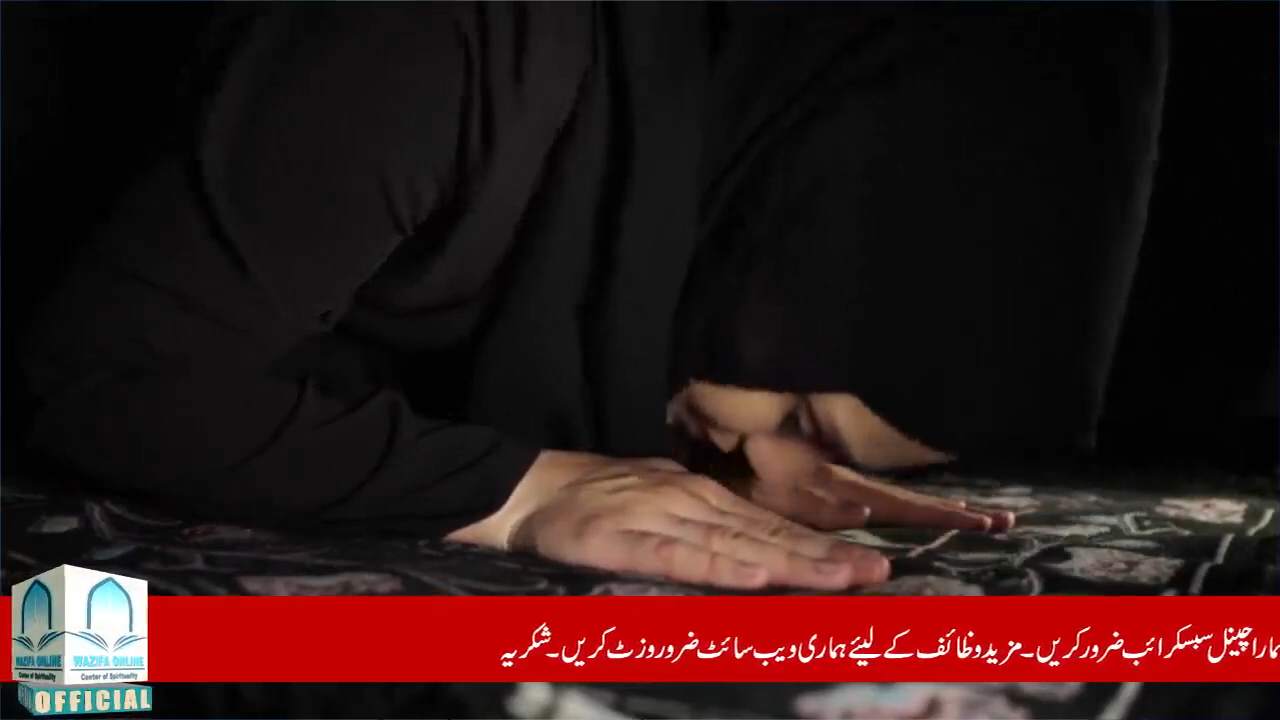 ہمارا چینل سبسکرائب ضرور کریں۔ مزید وظائف کے لیئے ہماری ویب سائٹ ضرور وزٹ کریں۔ شکریہ
WAZIFA ONLINE
Center of Spirituality
WAZIFA ONLINE
Center of Spirituality
OFFICIAL